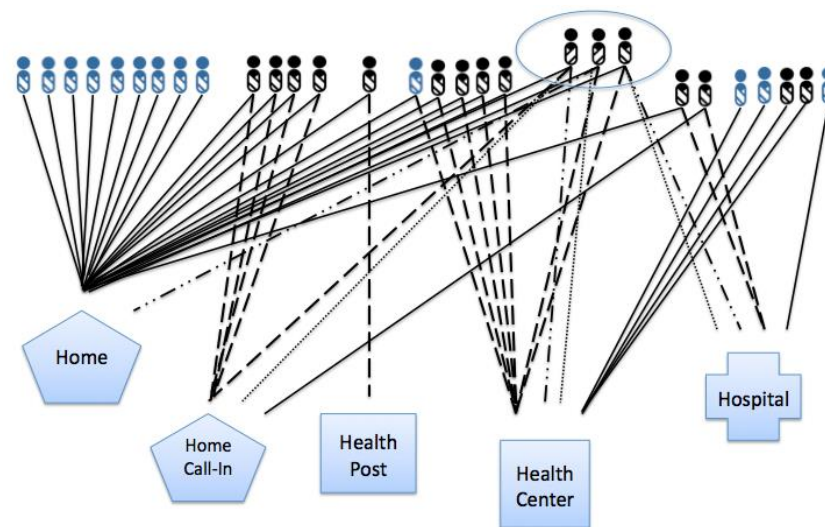 Home
Home
Call-In
Health
Post
Health
Center
Hospital